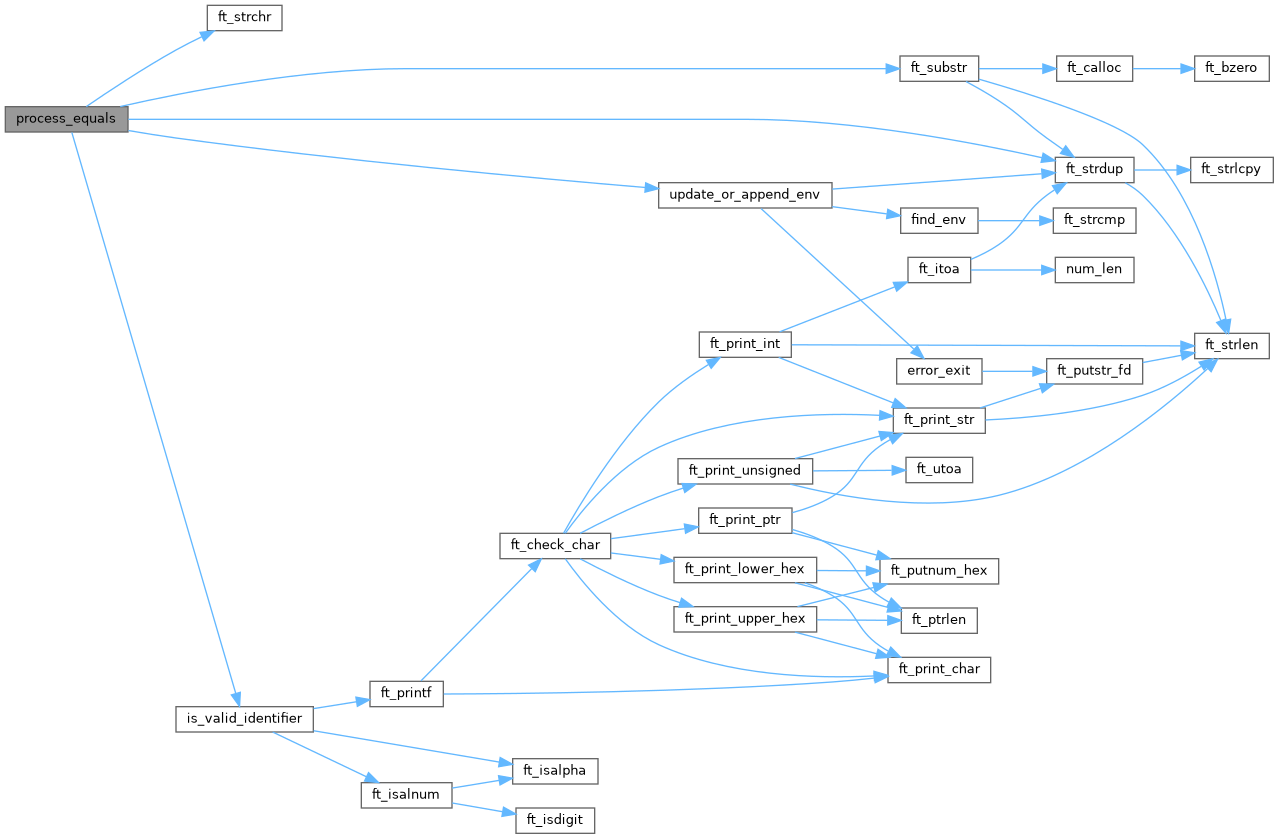 ft_strchr
ft_substr
ft_calloc
ft_bzero
process_equals
ft_strdup
ft_strlcpy
update_or_append_env
find_env
ft_strcmp
ft_itoa
num_len
ft_print_int
ft_strlen
error_exit
ft_putstr_fd
ft_print_str
ft_print_unsigned
ft_utoa
ft_print_ptr
ft_check_char
ft_print_lower_hex
ft_putnum_hex
ft_print_upper_hex
ft_ptrlen
ft_print_char
ft_printf
is_valid_identifier
ft_isalpha
ft_isalnum
ft_isdigit